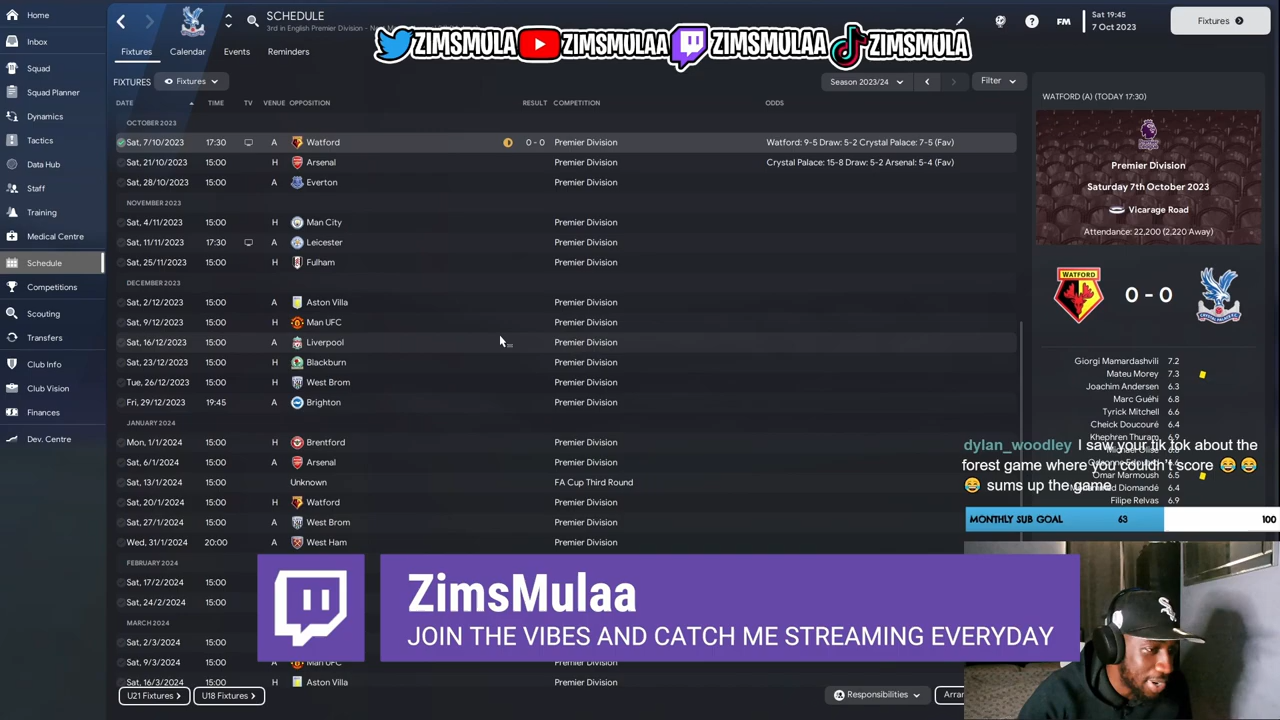 Home
Inbox
Squad
Squad Planner
Dynamics
Tactics
Data Hub
Staff
Training
Medical Centre
Schedule
Competitions
Scouting
Transfers
Club Info
Club Vision
Finances
Dev. Centre
SCHEDULE
3rd in English Premier Division
FM
Sat 19:45
7 Oct 2023
Fixtures
Fixtures Calendar Events Reminders
ZIMSMULA ZIMSMULAA ZIMSMULAA ZIMSMULA
FIXTURES Fixtures
Season 2023/24
Filter
DATE TIME TV VENUE OPPOSITION RESULT COMPETITION ODDS
OCTOBER 2023
Sat, 7/10/2023 17:30 A Watford 0 - 0 Premier Division Watford: 9-5 Draw: 5-2 Crystal Palace: 7-5 (Fav)
Sat, 21/10/2023 15:00 H Arsenal Premier Division Crystal Palace: 15-8 Draw: 5-2 Arsenal: 5-4 (Fav)
Sat, 28/10/2023 15:00 A Everton Premier Division
NOVEMBER 2023
Sat, 4/11/2023 15:00 H Man City Premier Division
Sat, 11/11/2023 17:30 A Leicester Premier Division
Sat, 25/11/2023 15:00 H Fulham Premier Division
DECEMBER 2023
Sat, 2/12/2023 15:00 A Aston Villa Premier Division
Sat, 9/12/2023 15:00 H Man UFC Premier Division
Sat, 16/12/2023 15:00 A Liverpool Premier Division
Sat, 23/12/2023 15:00 H Blackburn Premier Division
Tue, 26/12/2023 15:00 H West Brom Premier Division
Fri, 29/12/2023 19:45 A Brighton Premier Division
JANUARY 2024
Mon, 1/1/2024 15:00 H Brentford Premier Division
Sat, 6/1/2024 15:00 A Arsenal Premier Division
Sat, 13/1/2024 15:00 Unknown FA Cup Third Round
Sat, 20/1/2024 15:00 H Watford Premier Division
Sat, 27/1/2024 15:00 A West Brom Premier Division
Wed, 31/1/2024 20:00 A West Ham Premier Division
FEBRUARY 2024
Sat, 17/2/2024 15:00
Sat, 24/2/2024 15:00
MARCH 2024
Sat, 2/3/2024 15:00
Sat, 9/3/2024 15:00 A Man UFC Premier Division
Sat, 16/3/2024 15:00 H Aston Villa Premier Division
U21 Fixtures
U18 Fixtures
Responsibilities
WATFORD (A) (TODAY 17:30)
Premier Division
Saturday 7th October 2023
Vicarage Road
Attendance: 22,200 (2,220 Away)
WATFORD
0 - 0
Giorgi Mamardashvili 7.2
Mateu Morey 7.3
Joachim Andersen 6.3
Marc Guéhi 6.8
Tyrick Mitchell 6.6
Cheick Doucouré 6.4
Khephren Thuram 6.9
Omar Marmoush 6.5
Diomandé 6.4
Filipe Relvas 6.9
dylan_woodley I saw your tik tok about the
forest game where you couldn't score 😂 😂
😂 sums up the game
MONTHLY SUB GOAL 63 100
ZimsMulaa
JOIN THE VIBES AND CATCH ME STREAMING EVERYDAY